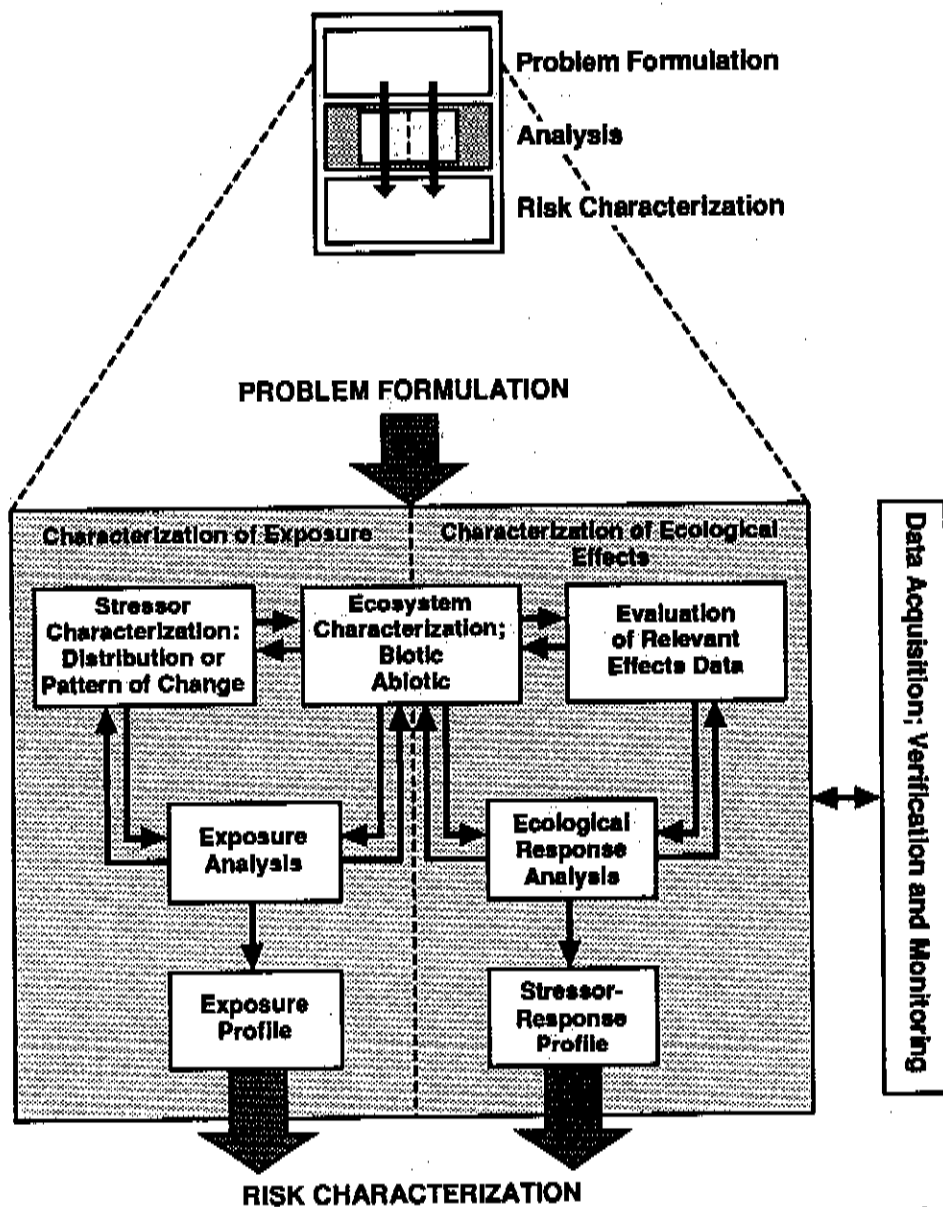 Problem Formulation
Analysis
Risk Characterization
PROBLEM FORMULATION
Characterization of Exposure
Characterization of Ecological
Effects
Stressor
Characterization:
Distribution or
Pattern of Change
Ecosystem
Characterization;
Biotic
Abiotic
Evaluation
of Relevant
Effects Data
Exposure
Analysis
Ecological
Response
Analysis
Exposure
Profile
Stressor-
Response
Profile
Data Acquisition; Verification and Monitoring
RISK CHARACTERIZATION